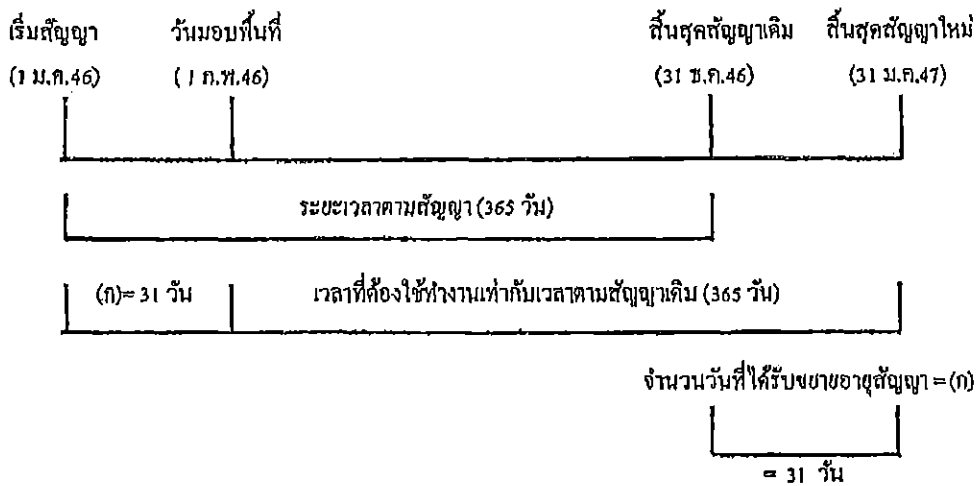 เริ่มสัญญา วันมอบพื้นที่ สิ้นสุดสัญญาเดิม สิ้นสุดสัญญาใหม่
(1 ม.ค.46) (1 ก.พ.46) (31 ธ.ค.46) (31 ม.ค.47)
ระยะเวลาตามสัญญา (365 วัน)
(ก)= 31 วัน เวลาที่ต้องใช้ทำงานเท่ากับเวลาตามสัญญาเดิม (365 วัน)
จำนวนวันที่ได้รับขยายอายุสัญญา = (ก)
= 31 วัน